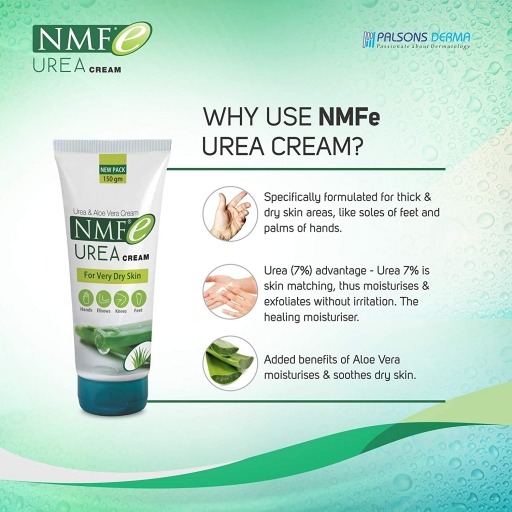 NMFe
UREA CREAM
PALSONS DERMA
Passionate About Dermatology
WHY USE NMFe
UREA CREAM?
NEW PACK
150 gm
Urea & Aloe Vera Cream
NMFe
UREA CREAM
For Very Dry Skin
Hands Elbows Knees Feet
Specifically formulated for thick &
dry skin areas, like soles of feet and
palms of hands.
Urea (7%) advantage - Urea 7% is
skin matching, thus moisturises &
exfoliates without irritation. The
healing moisturiser.
Added benefits of Aloe Vera
moisturises & soothes dry skin.